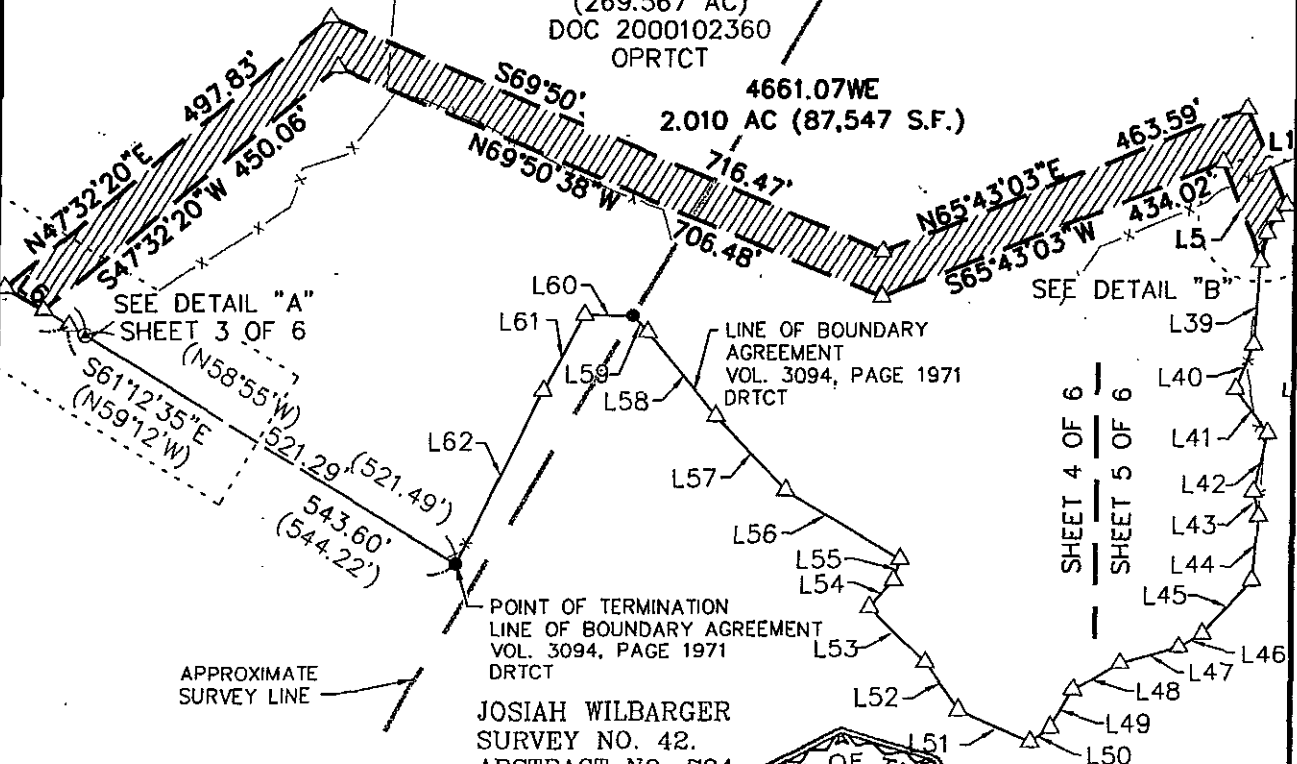 (269.567 AC)
DOC 2000102360
OPRTCT
4661.07WE
2.010 AC (87,547 S.F.)
N47°32'20"E 497.83'
S47°32'20"W 450.06'
S69°50'
716.47'
N69°50'38"W
706.48'
N65°43'03"E 463.59'
S65°43'03"W 434.02'
L1
L5
L6
SEE DETAIL "A"
SHEET 3 OF 6
(N58°55'W)
S61°12'35"E
(N59°12'W)
521.29'
(521.49')
543.60'
(544.22')
L60
L61
L59
L58
L62
L57
L56
L55
L54
L53
L52
L51
L50
L49
L48
L47
L46
L45
L44
L43
L42
L41
L40
L39
SEE DETAIL "B"
LINE OF BOUNDARY
AGREEMENT
VOL. 3094, PAGE 1971
DRTCT
SHEET 4 OF 6
SHEET 5 OF 6
POINT OF TERMINATION
LINE OF BOUNDARY AGREEMENT
VOL. 3094, PAGE 1971
DRTCT
APPROXIMATE
SURVEY LINE
JOSIAH WILBARGER
SURVEY NO. 42.
ABSTRACT NO.
OF